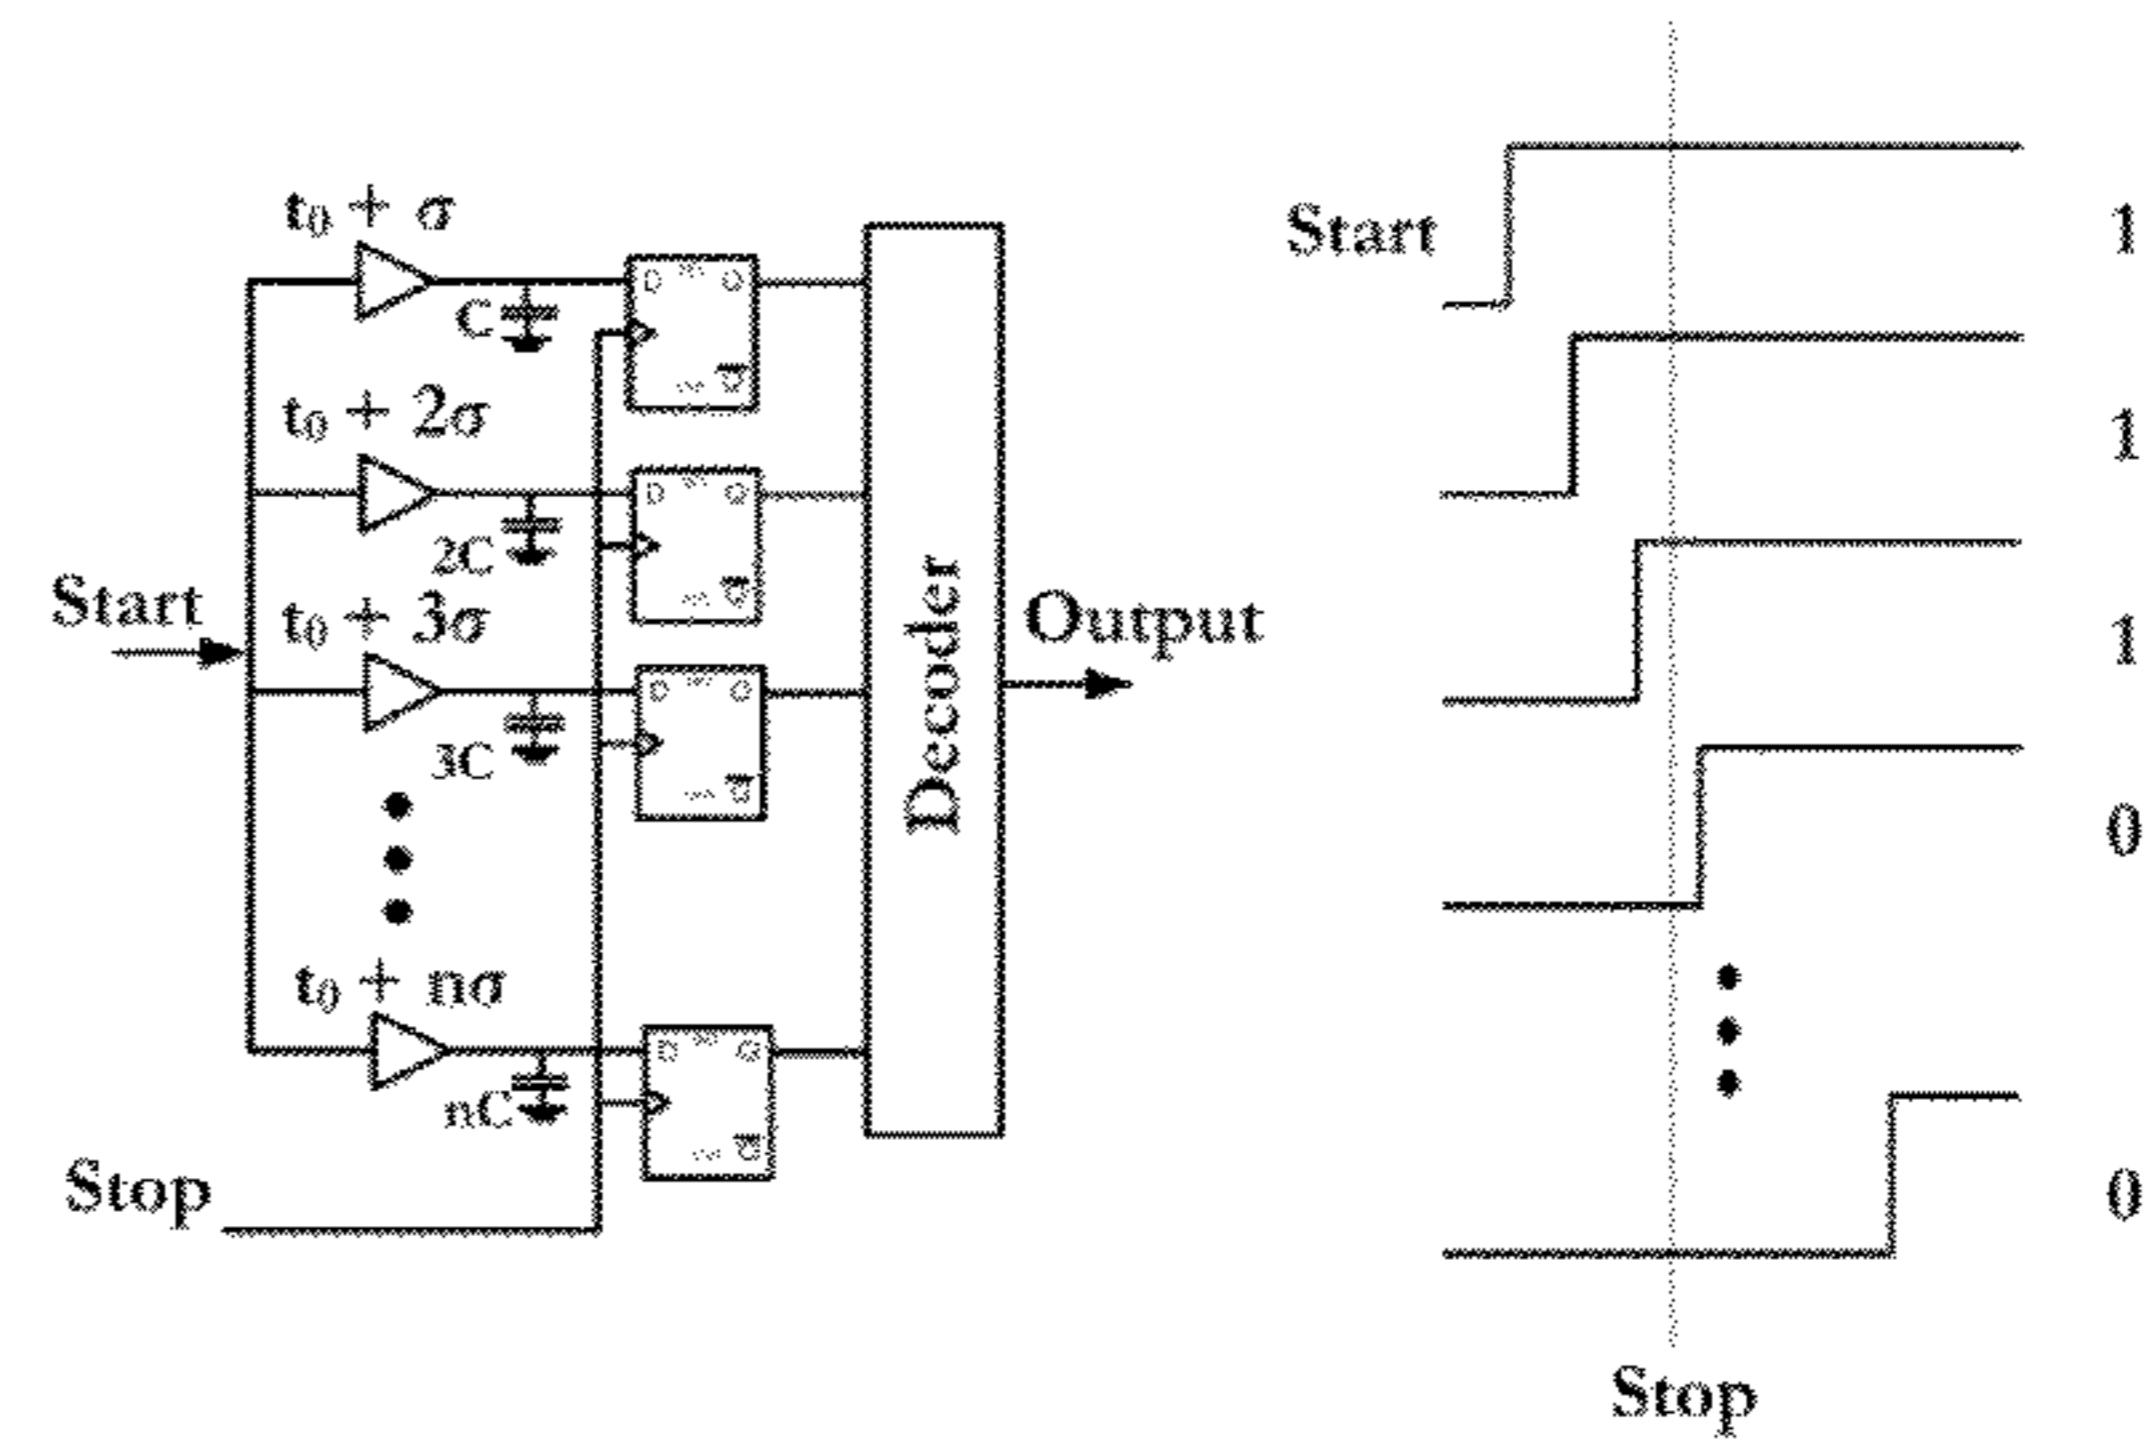 t₀ + σ
C
D Q
Q
t₀ + 2σ
2C
D Q
Q
Start
t₀ + 3σ
3C
D Q
Q
t₀ + nσ
nC
D Q
Q
Stop
Decoder
Output
Start
1
1
1
0
0
Stop